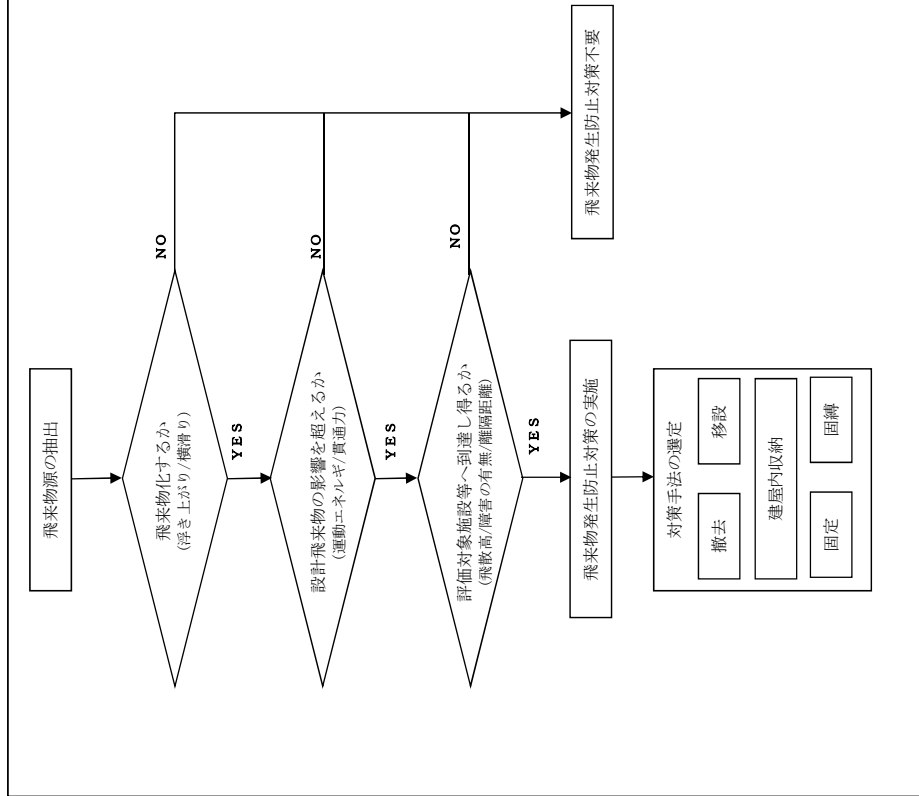 飛来物源の抽出
飛来物化するか
(浮き上がり/横滑り)
NO
YES
設計飛来物の影響を超えるか
(運動エネルギ/貫通力)
NO
YES
評価対象施設等へ到達し得るか
(飛散高/障害の有無/離隔距離)
NO
YES
飛来物発生防止対策の実施
飛来物発生防止対策不要
対策手法の選定
撤去
移設
建屋内収納
固定
固縛